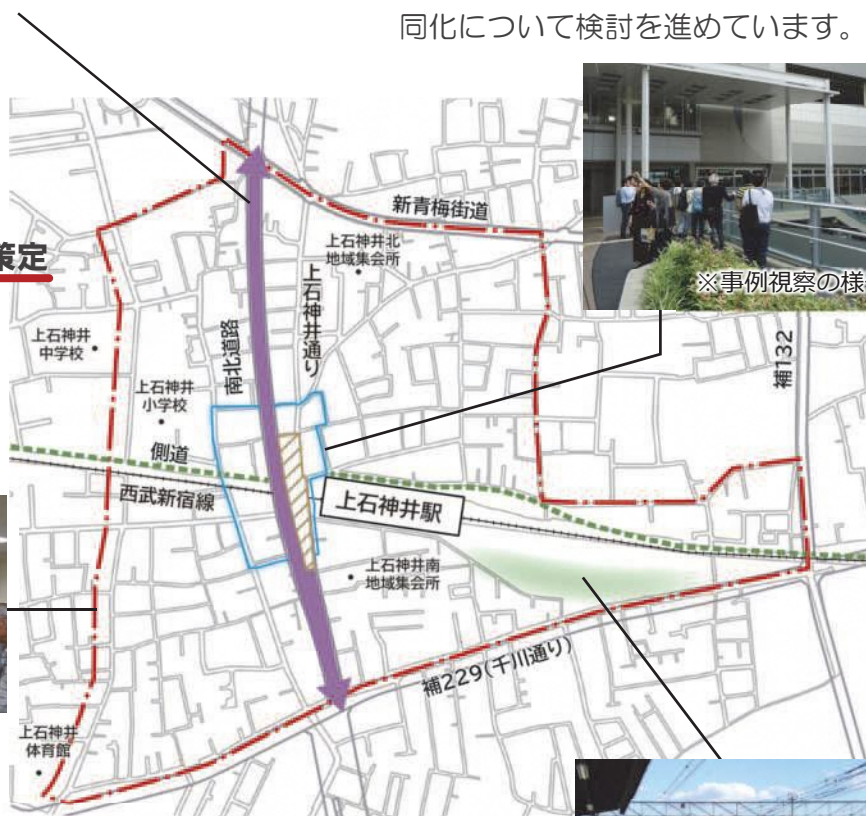 同化について検討を進めています。
※事例視察の様
策定
新青梅街道
上石神井北
地域集会所
上石神井通り
南北道路
補132
上石神井
中学校
上石神井
小学校
側道
西武新宿線
上石神井駅
上石神井南
地域集会所
補229(千川通り)
上石神井
体育館